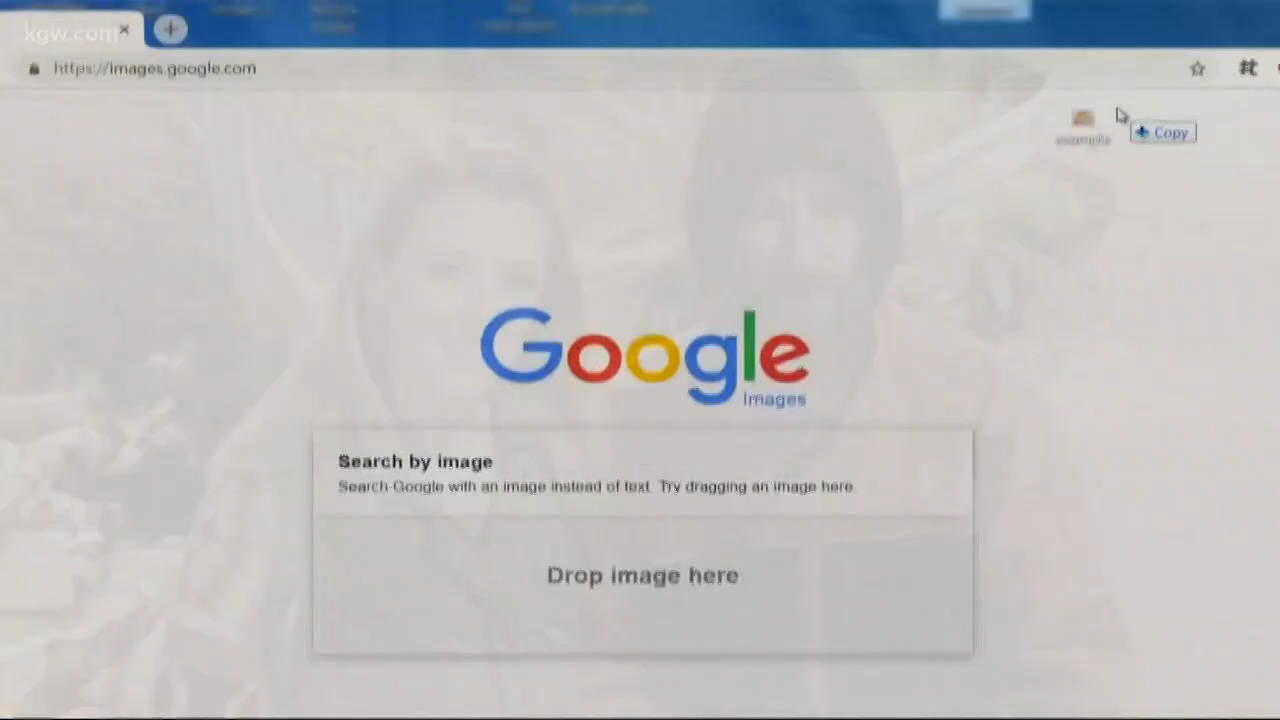 kgw.com
https://images.google.com
example
Copy
Google
Images
Search by image
Search Google with an image instead of text. Try dragging an image here.
Drop image here